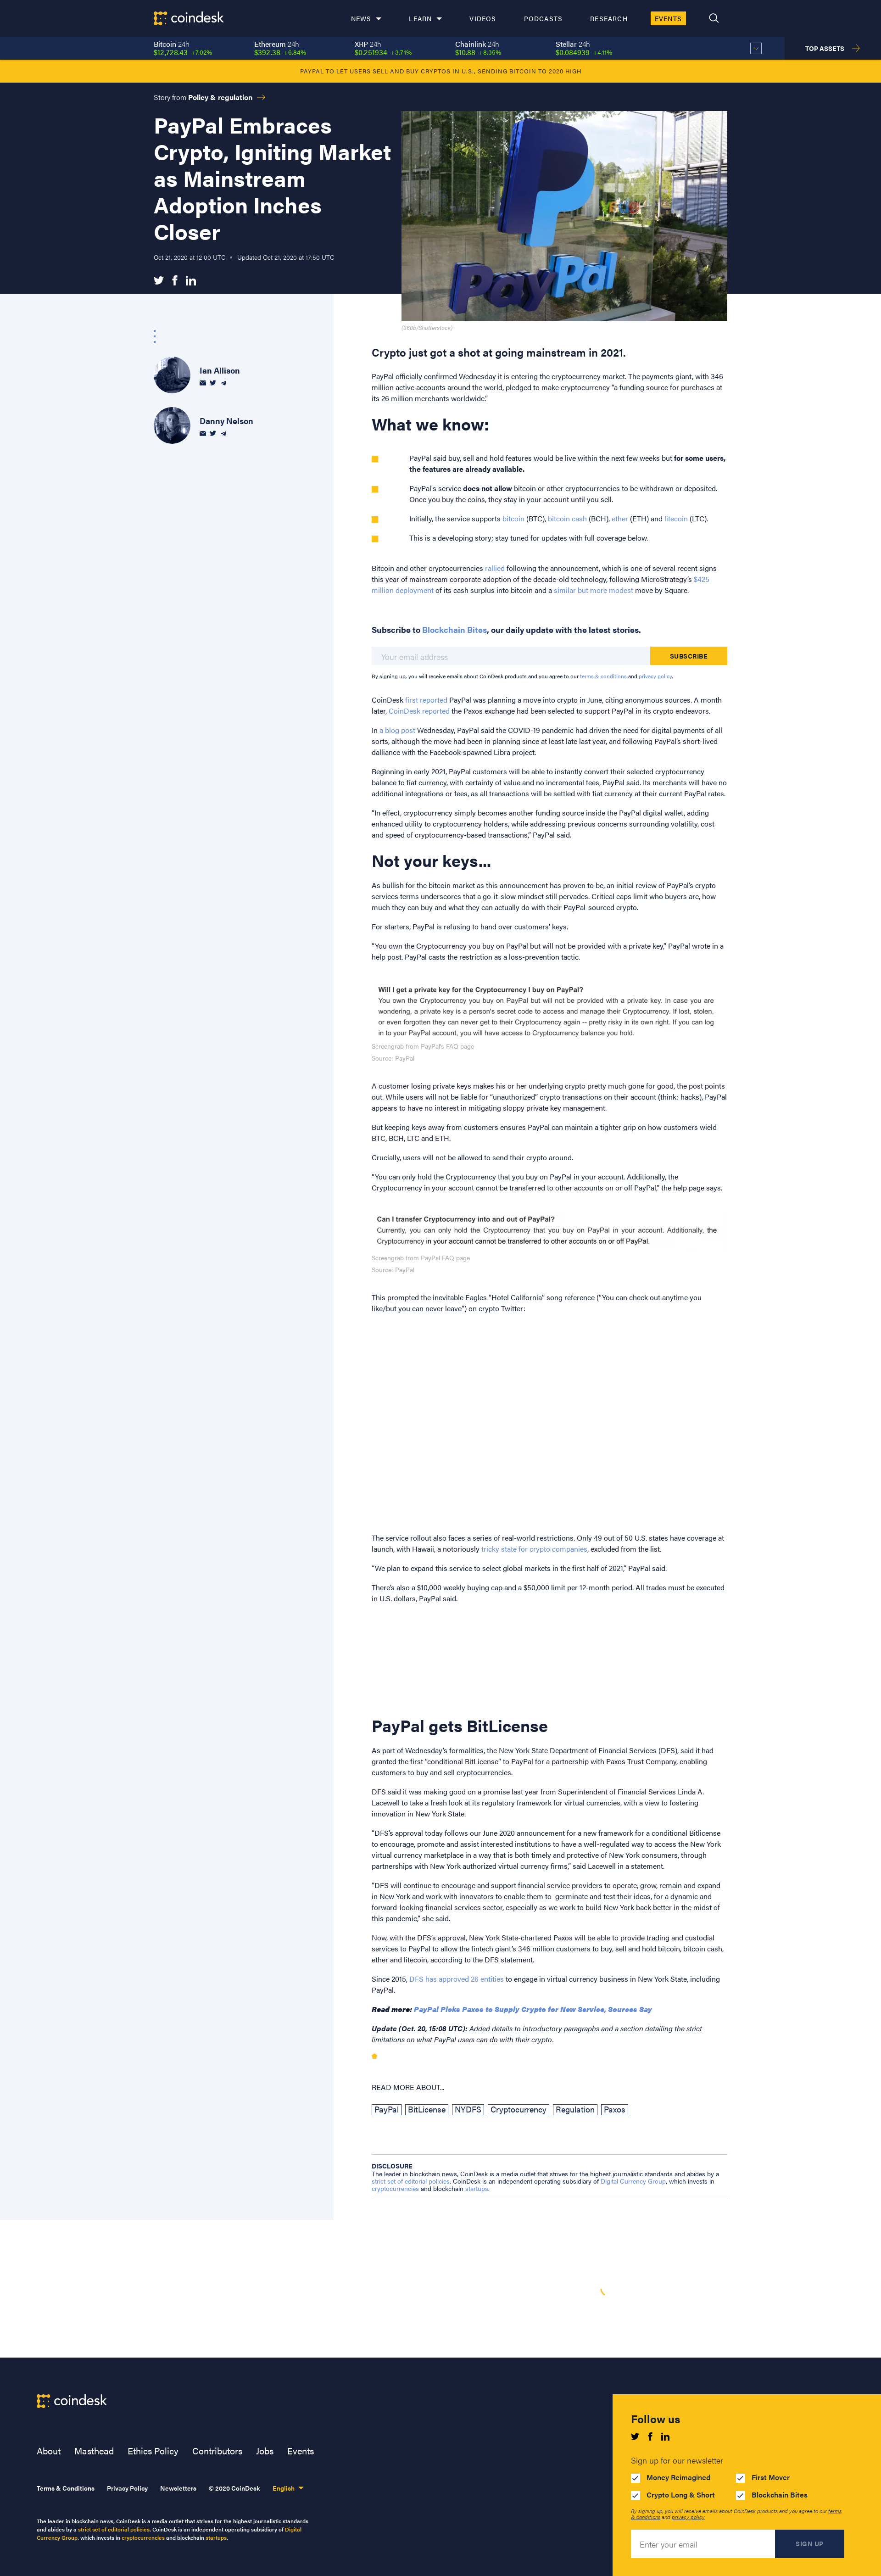 coindesk
NEWS LEARN VIDEOS PODCASTS RESEARCH EVENTS
Bitcoin 24h Ethereum 24h XRP 24h Chainlink 24h Stellar 24h
$12,728.43 +7.02% $392.38 +6.84% $0.251934 +3.71% $10.88 +8.35% $0.084939 +4.11%
TOP ASSETS
PAYPAL TO LET USERS SELL AND BUY CRYPTOS IN U.S., SENDING BITCOIN TO 2020 HIGH
Story from Policy & regulation
PayPal Embraces
Crypto, Igniting Market
as Mainstream
Adoption Inches
Closer
Oct 21, 2020 at 12:00 UTC • Updated Oct 21, 2020 at 17:50 UTC
PayPal
(360b/Shutterstock)
Ian Allison
Danny Nelson
Crypto just got a shot at going mainstream in 2021.
PayPal officially confirmed Wednesday it is entering the cryptocurrency market. The payments giant, with 346
million active accounts around the world, pledged to make cryptocurrency “a funding source for purchases at
its 26 million merchants worldwide.”
What we know:
PayPal said buy, sell and hold features would be live within the next few weeks but for some users,
the features are already available.
PayPal's service does not allow bitcoin or other cryptocurrencies to be withdrawn or deposited.
Once you buy the coins, they stay in your account until you sell.
Initially, the service supports bitcoin (BTC), bitcoin cash (BCH), ether (ETH) and litecoin (LTC).
This is a developing story; stay tuned for updates with full coverage below.
Bitcoin and other cryptocurrencies rallied following the announcement, which is one of several recent signs
this year of mainstream corporate adoption of the decade-old technology, following MicroStrategy’s $425
million deployment of its cash surplus into bitcoin and a similar but more modest move by Square.
Subscribe to Blockchain Bites, our daily update with the latest stories.
Your email address
SUBSCRIBE
By signing up, you will receive emails about CoinDesk products and you agree to our terms & conditions and privacy policy.
CoinDesk first reported PayPal was planning a move into crypto in June, citing anonymous sources. A month
later, CoinDesk reported the Paxos exchange had been selected to support PayPal in its crypto endeavors.
In a blog post Wednesday, PayPal said the COVID-19 pandemic had driven the need for digital payments of all
sorts, although the move had been in planning since at least late last year, and following PayPal’s short-lived
dalliance with the Facebook-spawned Libra project.
Beginning in early 2021, PayPal customers will be able to instantly convert their selected cryptocurrency
balance to fiat currency, with certainty of value and no incremental fees, PayPal said. Its merchants will have no
additional integrations or fees, as all transactions will be settled with fiat currency at their current PayPal rates.
“In effect, cryptocurrency simply becomes another funding source inside the PayPal digital wallet, adding
enhanced utility to cryptocurrency holders, while addressing previous concerns surrounding volatility, cost
and speed of cryptocurrency-based transactions,” PayPal said.
Not your keys…
As bullish for the bitcoin market as this announcement has proven to be, an initial review of PayPal’s crypto
services terms underscores that a go-it-slow mindset still pervades. Critical caps limit who buyers are, how
much they can buy and what they can actually do with their PayPal-sourced crypto.
For starters, PayPal is refusing to hand over customers’ keys.
“You own the Cryptocurrency you buy on PayPal but will not be provided with a private key,” PayPal wrote in a
help post. PayPal casts the restriction as a loss-prevention tactic.
Will I get a private key for the Cryptocurrency I buy on PayPal?
You own the Cryptocurrency you buy on PayPal but will not be provided with a private key. In case you are
wondering, a private key is a person's secret code to access and manage their Cryptocurrency. If lost, stolen,
or even forgotten they can never get to their Cryptocurrency again -- pretty risky in its own right. If you can log
in to your PayPal account, you will have access to Cryptocurrency balance you hold.
Screengrab from PayPal's FAQ page
Source: PayPal
A customer losing private keys makes his or her underlying crypto pretty much gone for good, the post points
out. While users will not be liable for “unauthorized” crypto transactions on their account (think: hacks), PayPal
appears to have no interest in mitigating sloppy private key management.
But keeping keys away from customers ensures PayPal can maintain a tighter grip on how customers wield
BTC, BCH, LTC and ETH.
Crucially, users will not be allowed to send their crypto around.
“You can only hold the Cryptocurrency that you buy on PayPal in your account. Additionally, the
Cryptocurrency in your account cannot be transferred to other accounts on or off PayPal,” the help page says.
Can I transfer Cryptocurrency into and out of PayPal?
Currently, you can only hold the Cryptocurrency that you buy on PayPal in your account. Additionally, the
Cryptocurrency in your account cannot be transferred to other accounts on or off PayPal.
Screengrab from PayPal FAQ page
Source: PayPal
This prompted the inevitable Eagles “Hotel California” song reference (“You can check out anytime you
like/but you can never leave”) on crypto Twitter:
The service rollout also faces a series of real-world restrictions. Only 49 out of 50 U.S. states have coverage at
launch, with Hawaii, a notoriously tricky state for crypto companies, excluded from the list.
“We plan to expand this service to select global markets in the first half of 2021,” PayPal said.
There’s also a $10,000 weekly buying cap and a $50,000 limit per 12-month period. All trades must be executed
in U.S. dollars, PayPal said.
PayPal gets BitLicense
As part of Wednesday’s formalities, the New York State Department of Financial Services (DFS), said it had
granted the first “conditional BitLicense” to PayPal for a partnership with Paxos Trust Company, enabling
customers to buy and sell cryptocurrencies.
DFS said it was making good on a promise last year from Superintendent of Financial Services Linda A.
Lacewell to take a fresh look at its regulatory framework for virtual currencies, with a view to fostering
innovation in New York State.
“DFS’s approval today follows our June 2020 announcement for a new framework for a conditional Bitlicense
to encourage, promote and assist interested institutions to have a well-regulated way to access the New York
virtual currency marketplace in a way that is both timely and protective of New York consumers, through
partnerships with New York authorized virtual currency firms,” said Lacewell in a statement.
“DFS will continue to encourage and support financial service providers to operate, grow, remain and expand
in New York and work with innovators to enable them to germinate and test their ideas, for a dynamic and
forward-looking financial services sector, especially as we work to build New York back better in the midst of
this pandemic,” she said.
Now, with the DFS’s approval, New York State-chartered Paxos will be able to provide trading and custodial
services to PayPal to allow the fintech giant’s 346 million customers to buy, sell and hold bitcoin, bitcoin cash,
ether and litecoin, according to the DFS statement.
Since 2015, DFS has approved 26 entities to engage in virtual currency business in New York State, including
PayPal.
Read more: PayPal Picks Paxos to Supply Crypto for New Service, Sources Say
Update (Oct. 20, 15:08 UTC): Added details to introductory paragraphs and a section detailing the strict
limitations on what PayPal users can do with their crypto.
READ MORE ABOUT...
PayPal BitLicense NYDFS Cryptocurrency Regulation Paxos
DISCLOSURE
The leader in blockchain news, CoinDesk is a media outlet that strives for the highest journalistic standards and abides by a
strict set of editorial policies. CoinDesk is an independent operating subsidiary of Digital Currency Group, which invests in
cryptocurrencies and blockchain startups.
coindesk
About Masthead Ethics Policy Contributors Jobs Events
Terms & Conditions Privacy Policy Newsletters © 2020 CoinDesk English
The leader in blockchain news, CoinDesk is a media outlet that strives for the highest journalistic standards
and abides by a strict set of editorial policies. CoinDesk is an independent operating subsidiary of Digital
Currency Group, which invests in cryptocurrencies and blockchain startups.
Follow us
Sign up for our newsletter
Money Reimagined First Mover
Crypto Long & Short Blockchain Bites
By signing up, you will receive emails about CoinDesk products and you agree to our terms
& conditions and privacy policy
Enter your email
SIGN UP